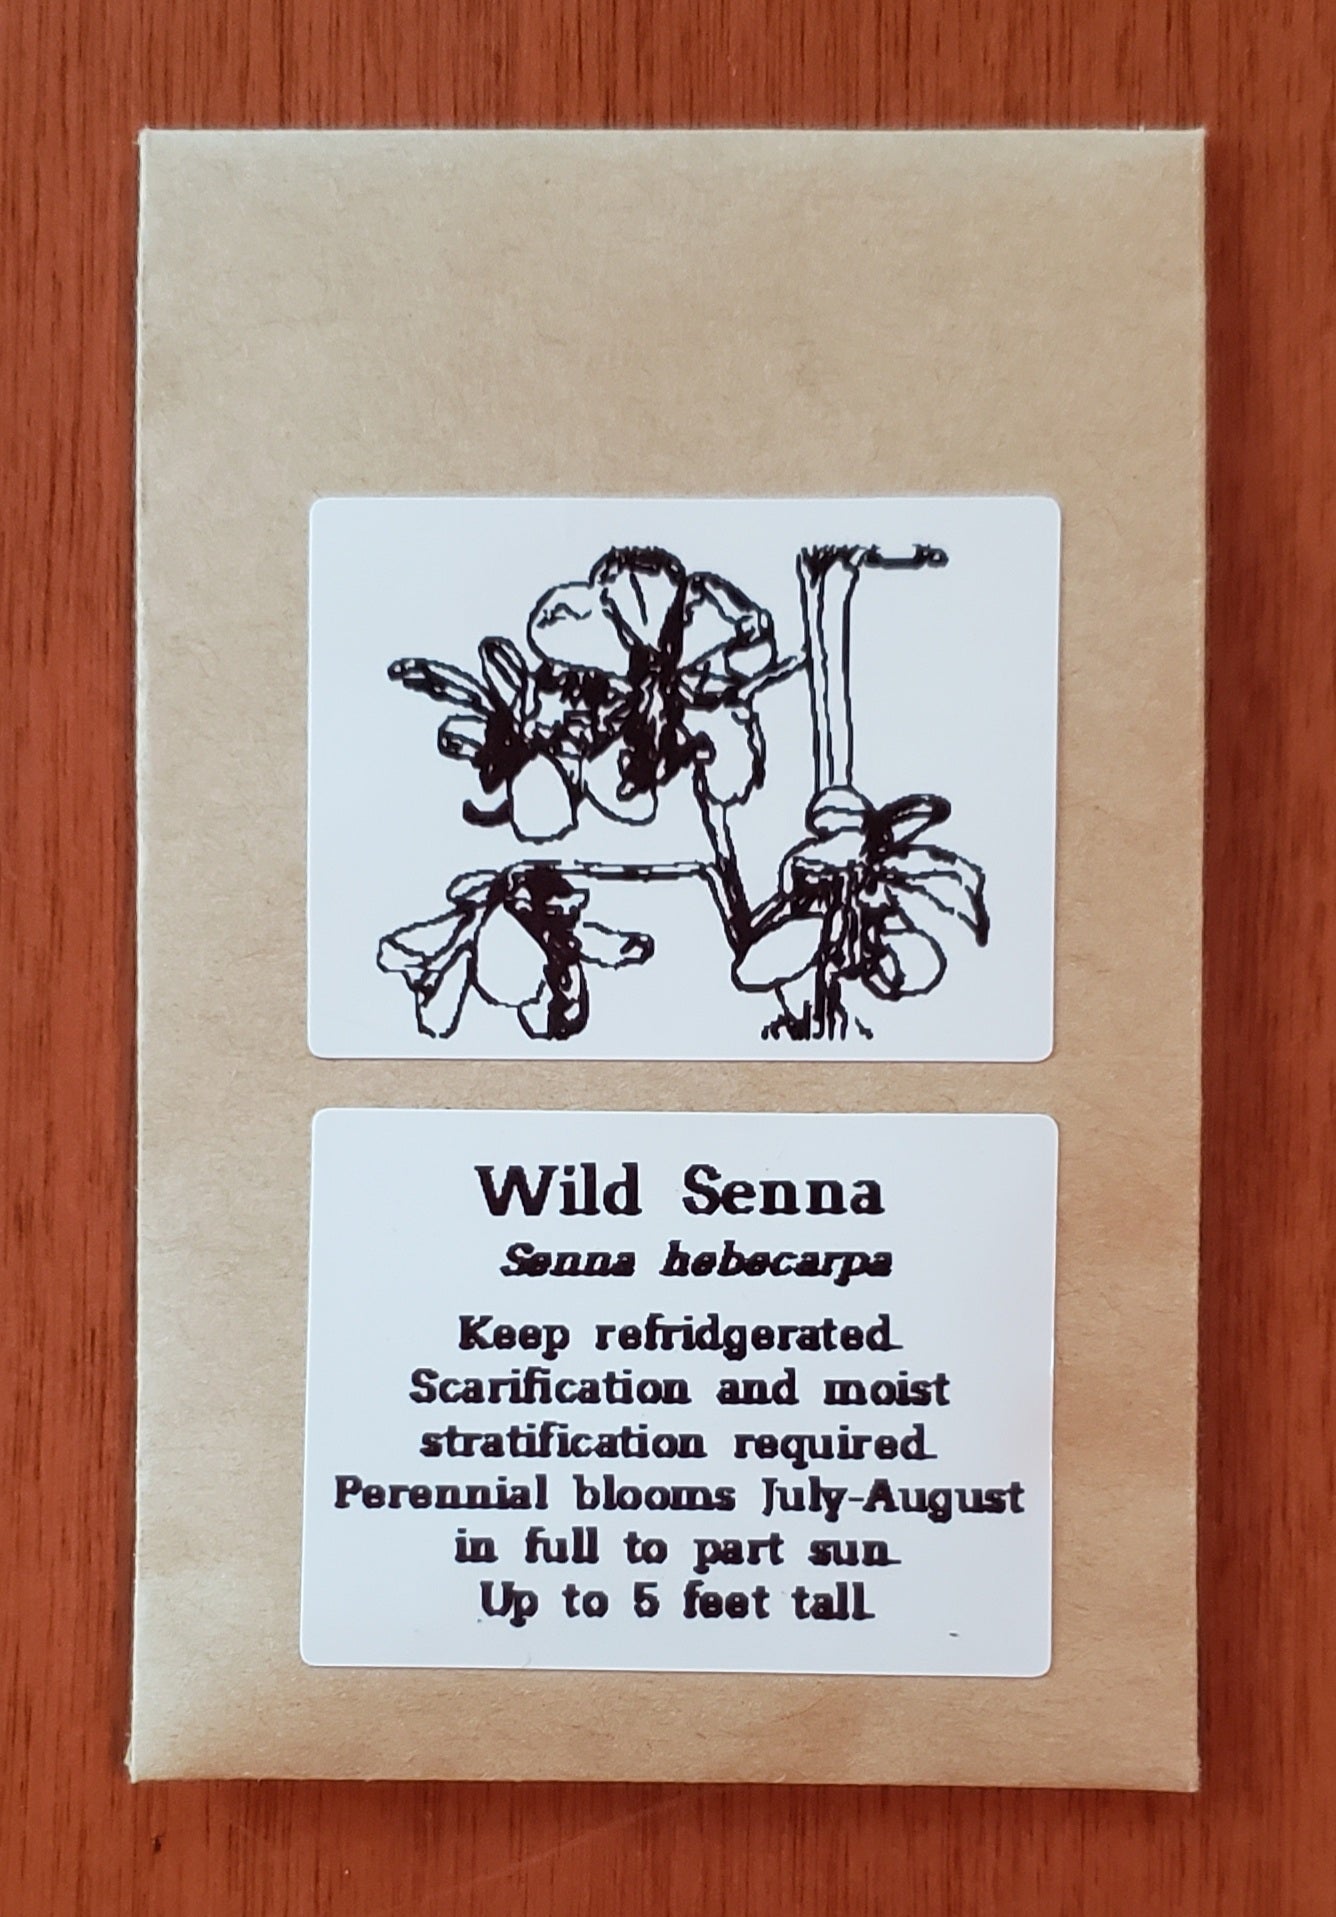 Wild Senna
Senna hebecarpa
Keep refridgerated.
Scarification and moist
stratification required.
Perennial blooms July-August
in full to part sun.
Up to 5 feet tall.